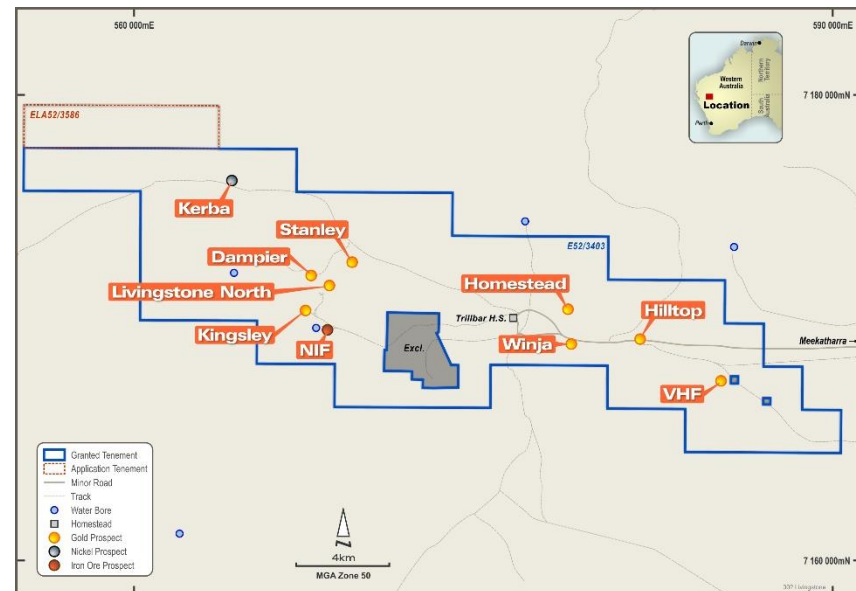 560 000mE
590 000mE
Darwin
Western
Australia
Northern
Territory
South
Australia
Location
Perth
7 180 000mN
ELA52/3586
Kerba
Stanley
E52/3403
Dampier
Livingstone North
Homestead
Kingsley
Trillbar H.S.
Hilltop
NIF
Excl.
Winja
Meekatharra
VHF
Granted Tenement
Application Tenement
Minor Road
Track
Water Bore
Homestead
Gold Prospect
Nickel Prospect
Iron Ore Prospect
N
4km
MGA Zone 50
7 160 000mN